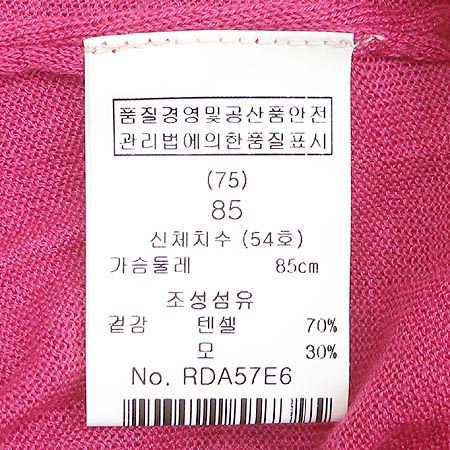 품질경영및공산품안전
관리법에의한품질표시
(75)
85
신체치수 (54호)
가슴둘레 85cm
조성섬유
겉감 텐셀 70%
모 30%
No. RDA57E6